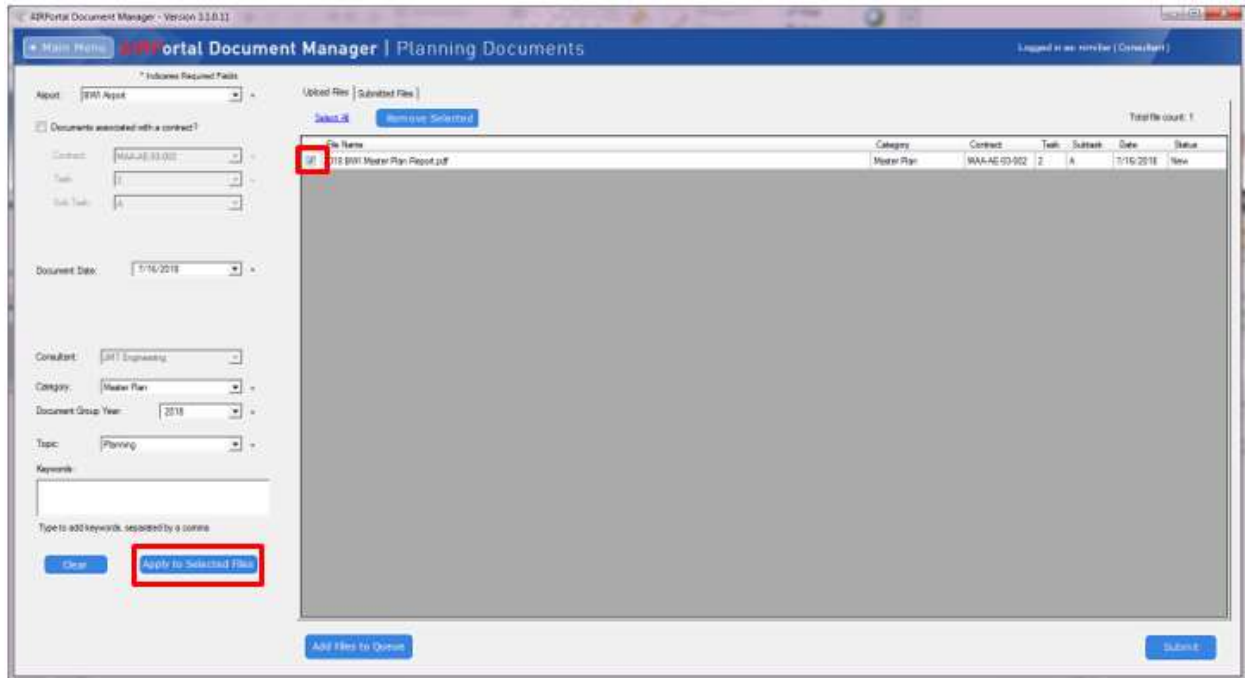 AIRPortal Document Manager - Version 3.1.0.11
Main Menu AIRPortal Document Manager | Planning Documents
* Indicates Required Fields
Airport: BWI Airport *
Documents associated with a contract?
Contract: MAA-AE-03-002 *
Task: 2 *
Sub Task: A
Document Date: 7/16/2018 *
Consultant: JMT Engineering
Category: Master Plan *
Document Group Year: 2018 *
Topic: Planning *
Keywords:
Type to add keywords, separated by a comma
Clear Apply to Selected Files
Logged in as: (Consultant)
Upload Files Submitted Files
Select All Remove Selected Total file count: 1
File Name Category Contract Task Subtask Date Status
2018 BWI Master Plan Report.pdf Master Plan MAA-AE-03-002 2 A 7/16/2018 New
Add Files to Queue Submit